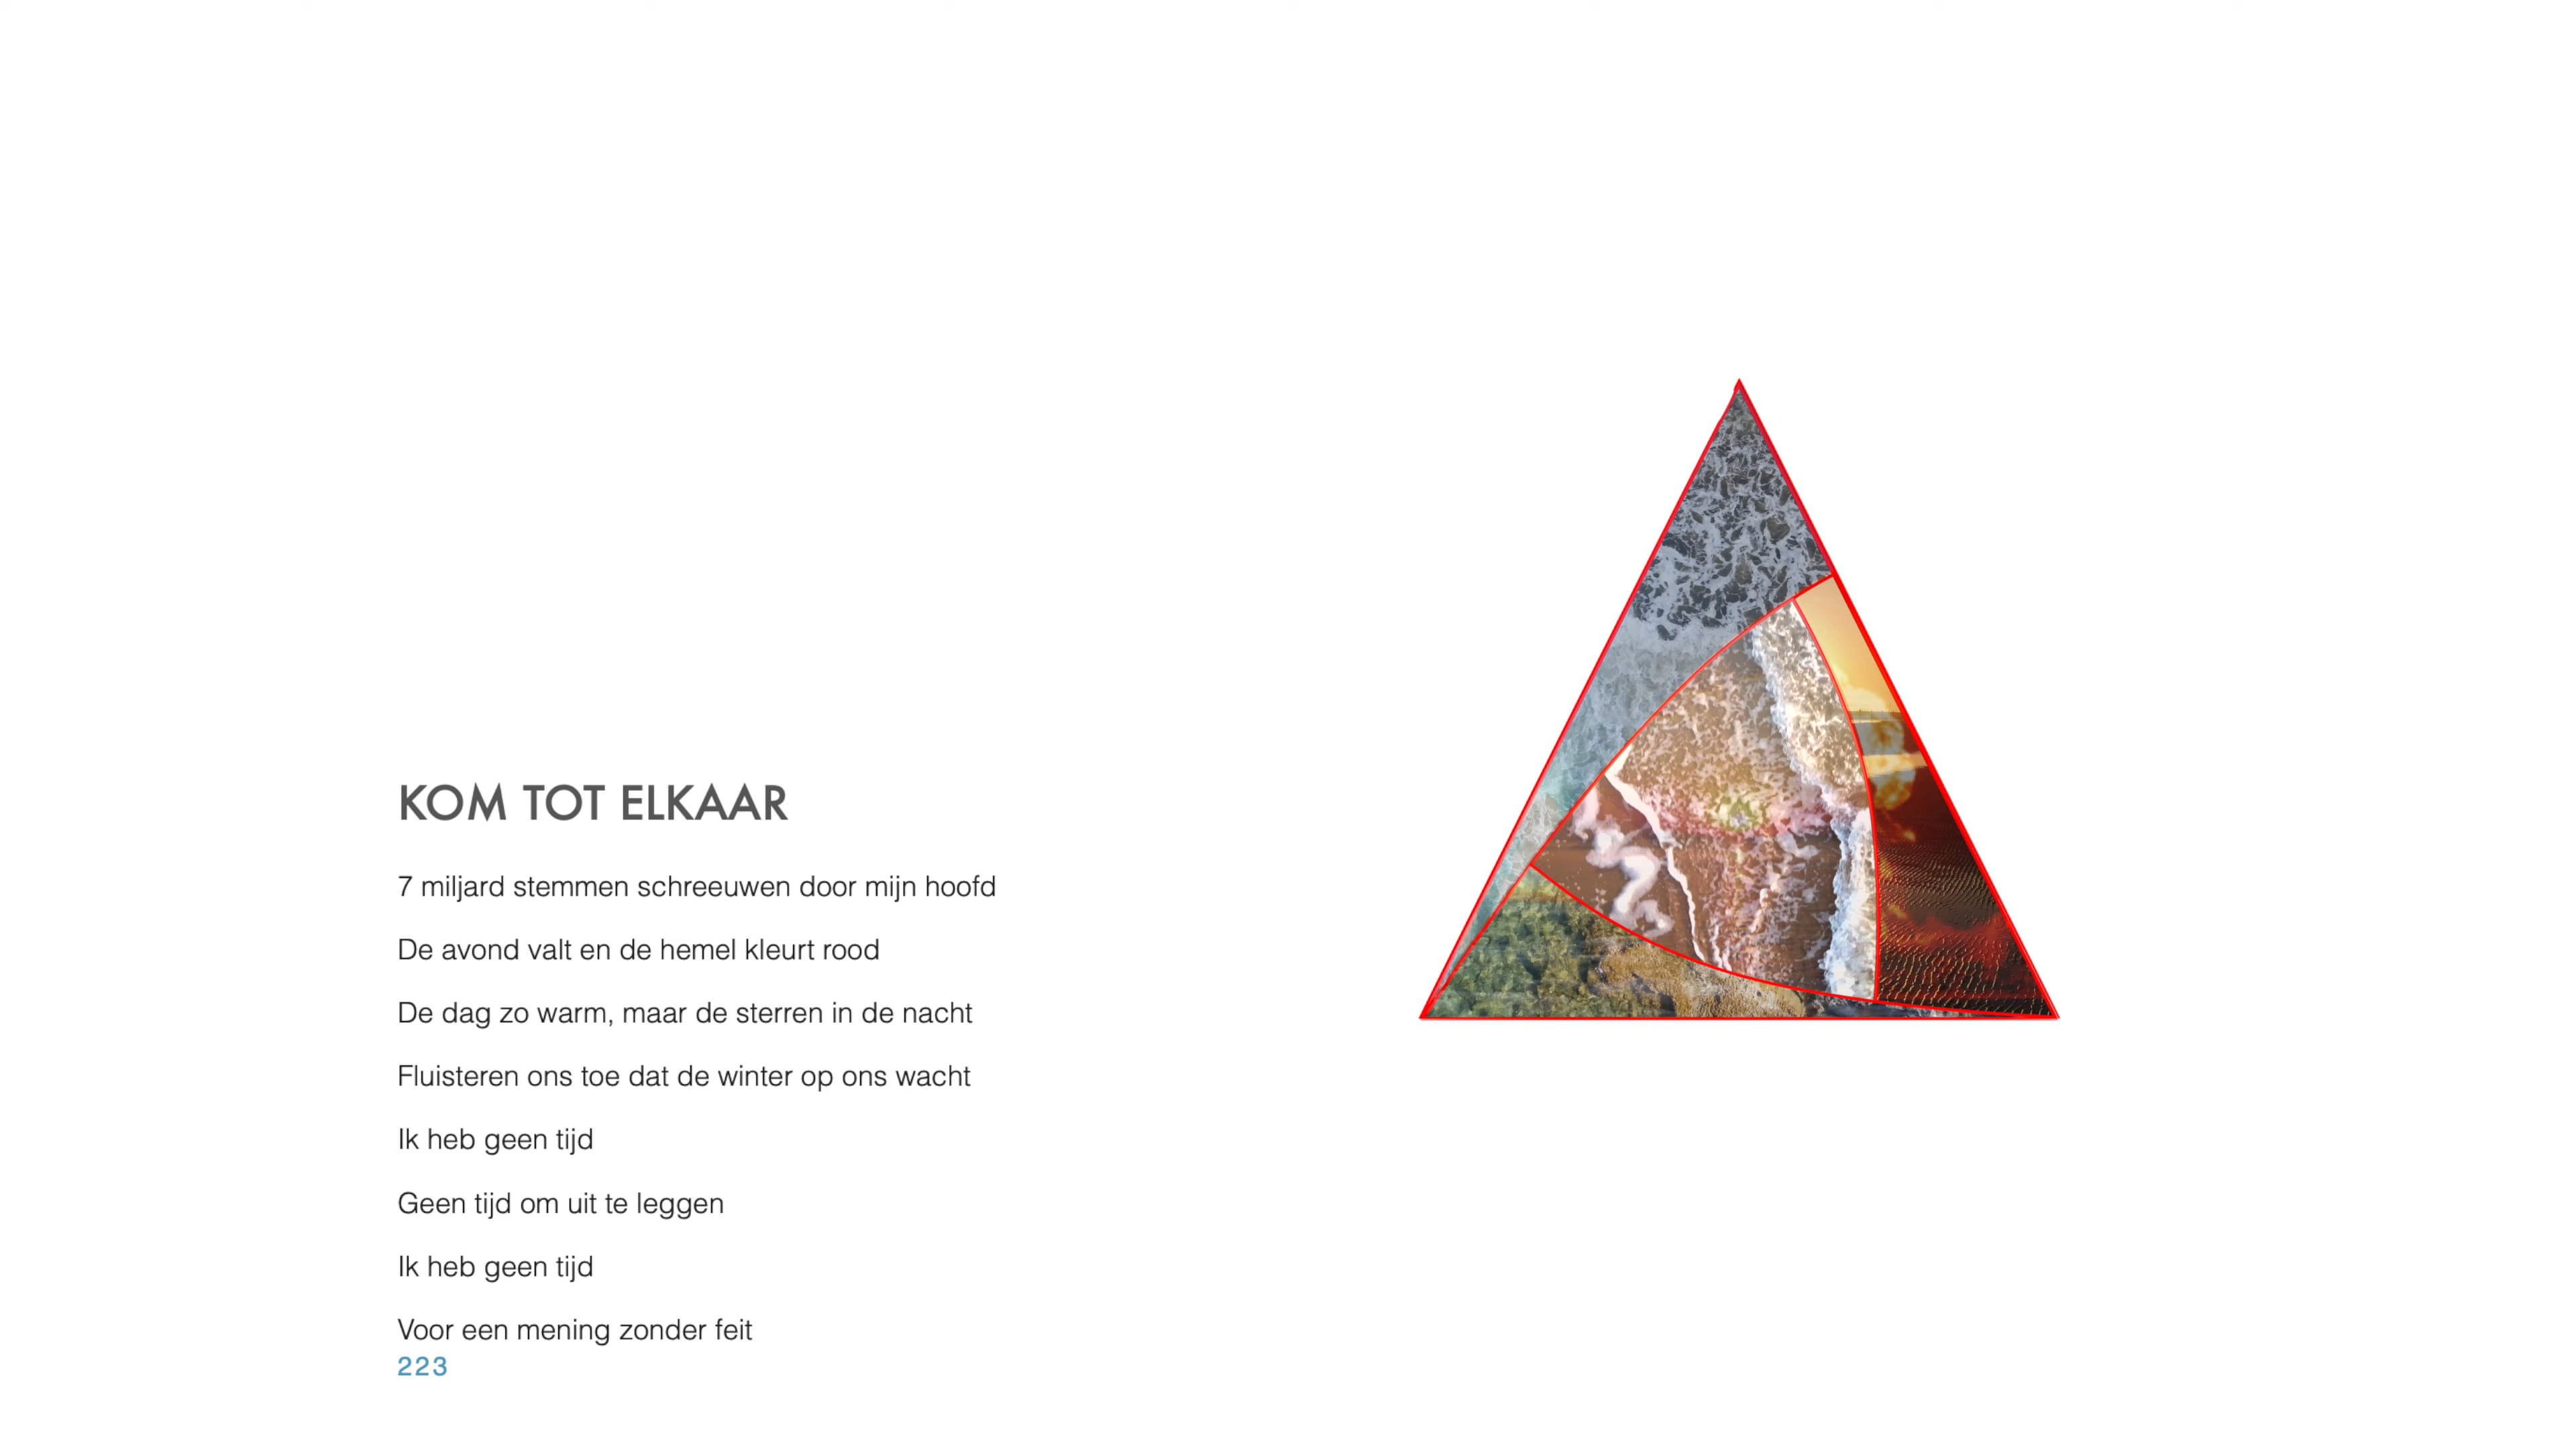 KOM TOT ELKAAR
7 miljard stemmen schreeuwen door mijn hoofd
De avond valt en de hemel kleurt rood
De dag zo warm, maar de sterren in de nacht
Fluisteren ons toe dat de winter op ons wacht
Ik heb geen tijd
Geen tijd om uit te leggen
Ik heb geen tijd
Voor een mening zonder feit
223